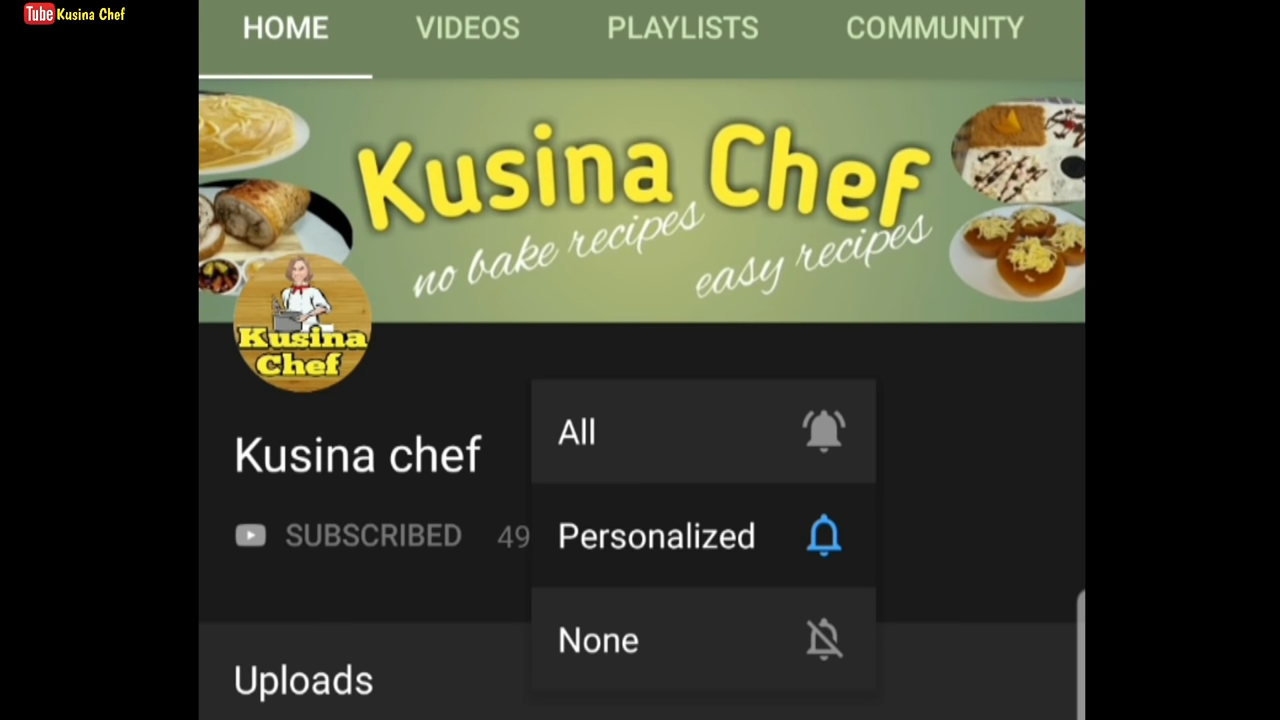 Tube Kusina Chef
HOME VIDEOS PLAYLISTS COMMUNITY
Kusina Chef
no bake recipes
easy recipes
Kusina
Chef
Kusina chef
SUBSCRIBED 49
All
Personalized
None
Uploads